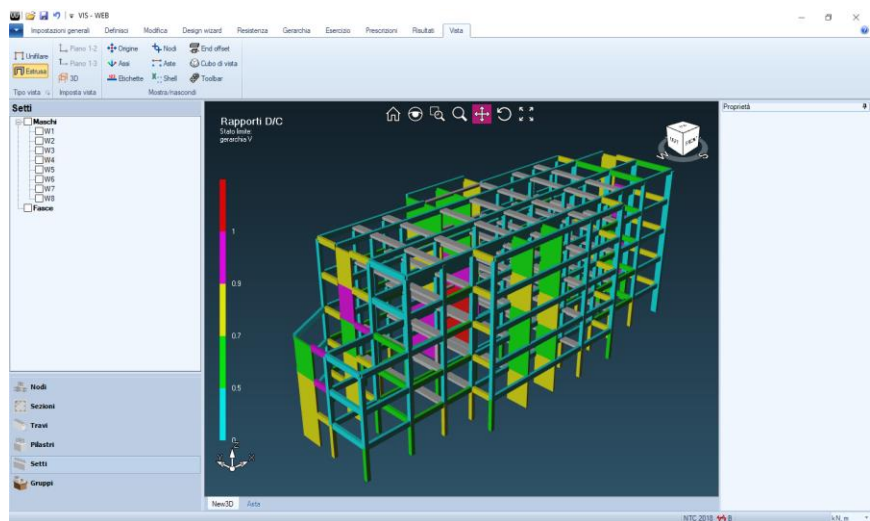 VIS - WEB
Impostazioni generali Definisci Modifica Design wizard Resistenza Gerarchia Esercizio Prescrizioni Risultati Vista
Unifilare
Estrusa
Tipo vista
Piano 1-2
Piano 1-3
3D
Imposta vista
Origine Nodi End offset
Assi Aste Cubo di vista
Etichette Shell Toolbar
Mostra/nascondi
Setti
Maschi
W1
W2
W3
W4
W5
W6
W7
W8
Fasce
Nodi
Sezioni
Travi
Pilastri
Setti
Gruppi
Rapporti D/C
Stato limite:
gerarchia V
1
0.9
0.7
0.5
0.
W S
New3D Asta
Proprietà
NTC 2018 B kN, m